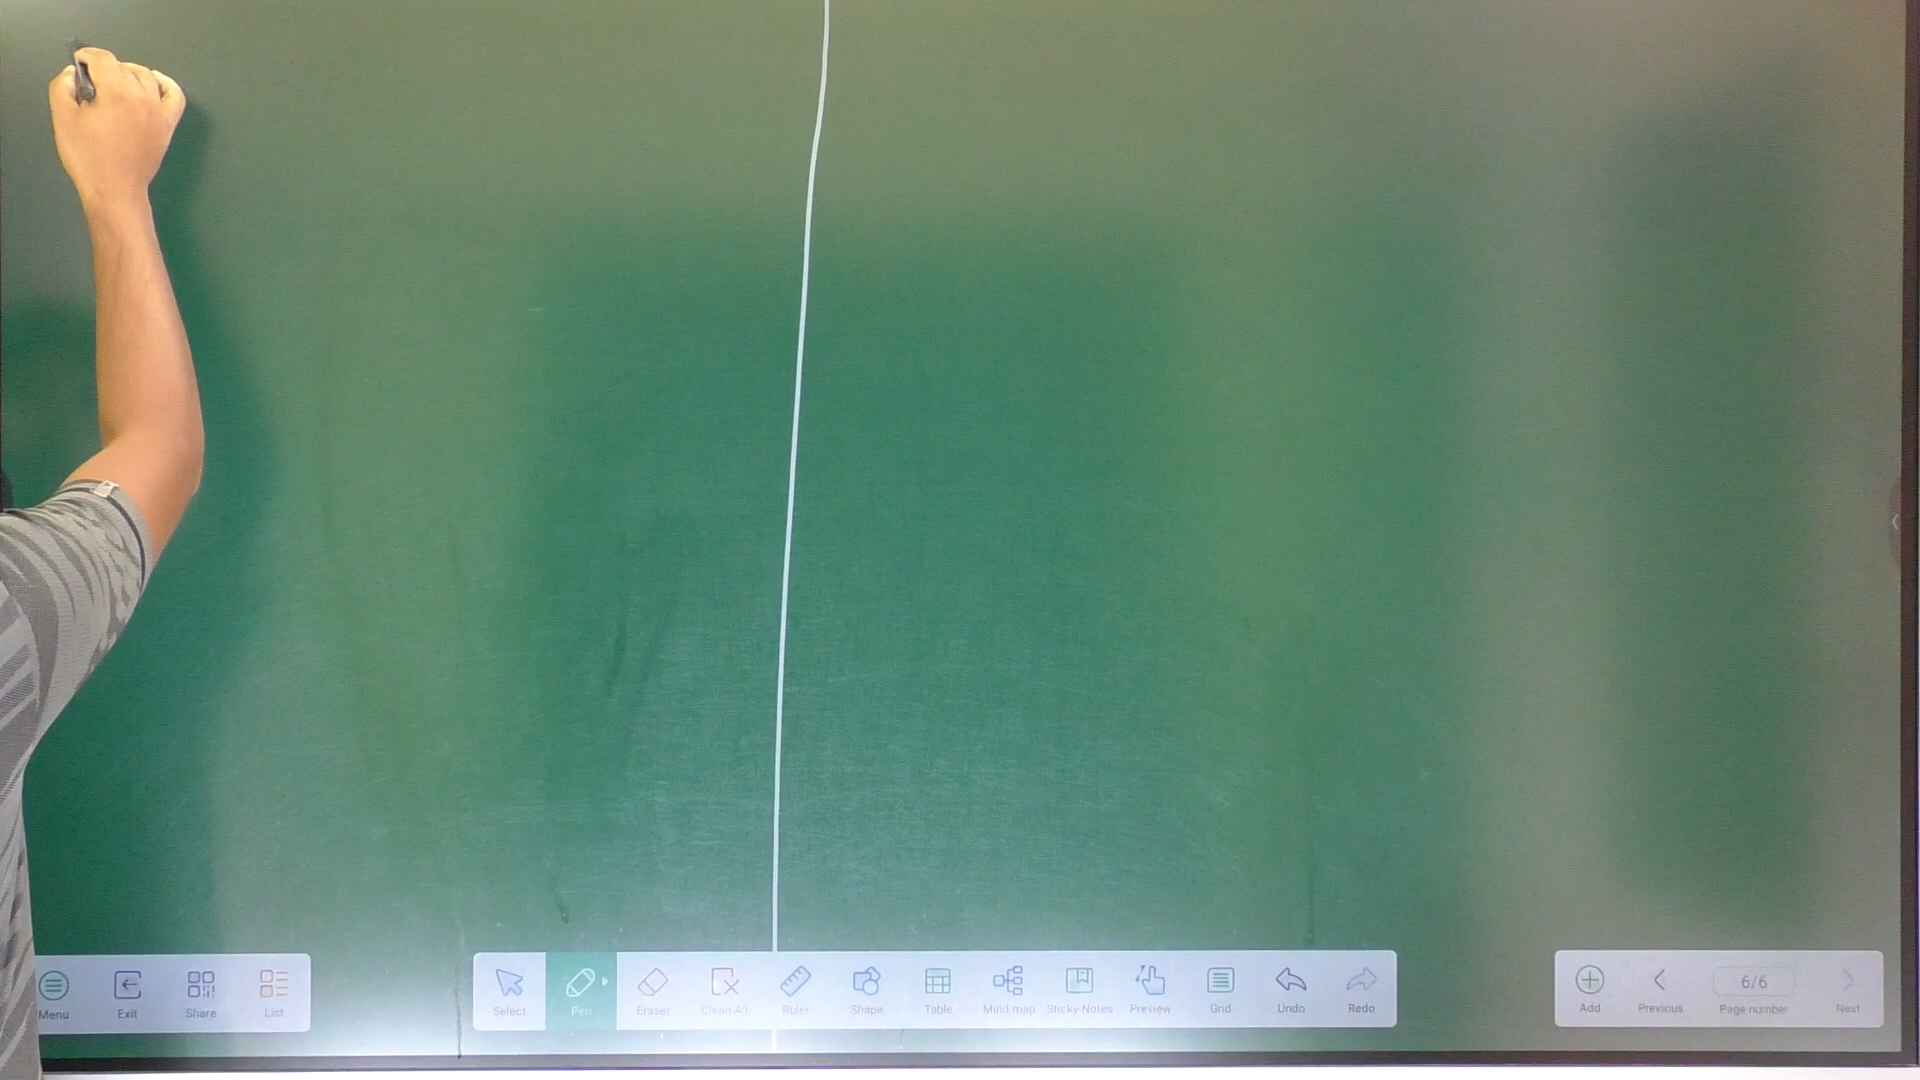 Menu Exit Share List
Select Pen Eraser Clean All Ruler Shape Table Mind map Sticky-Notes Preview Grid Undo Redo
Add Previous 6/6 Page number Next